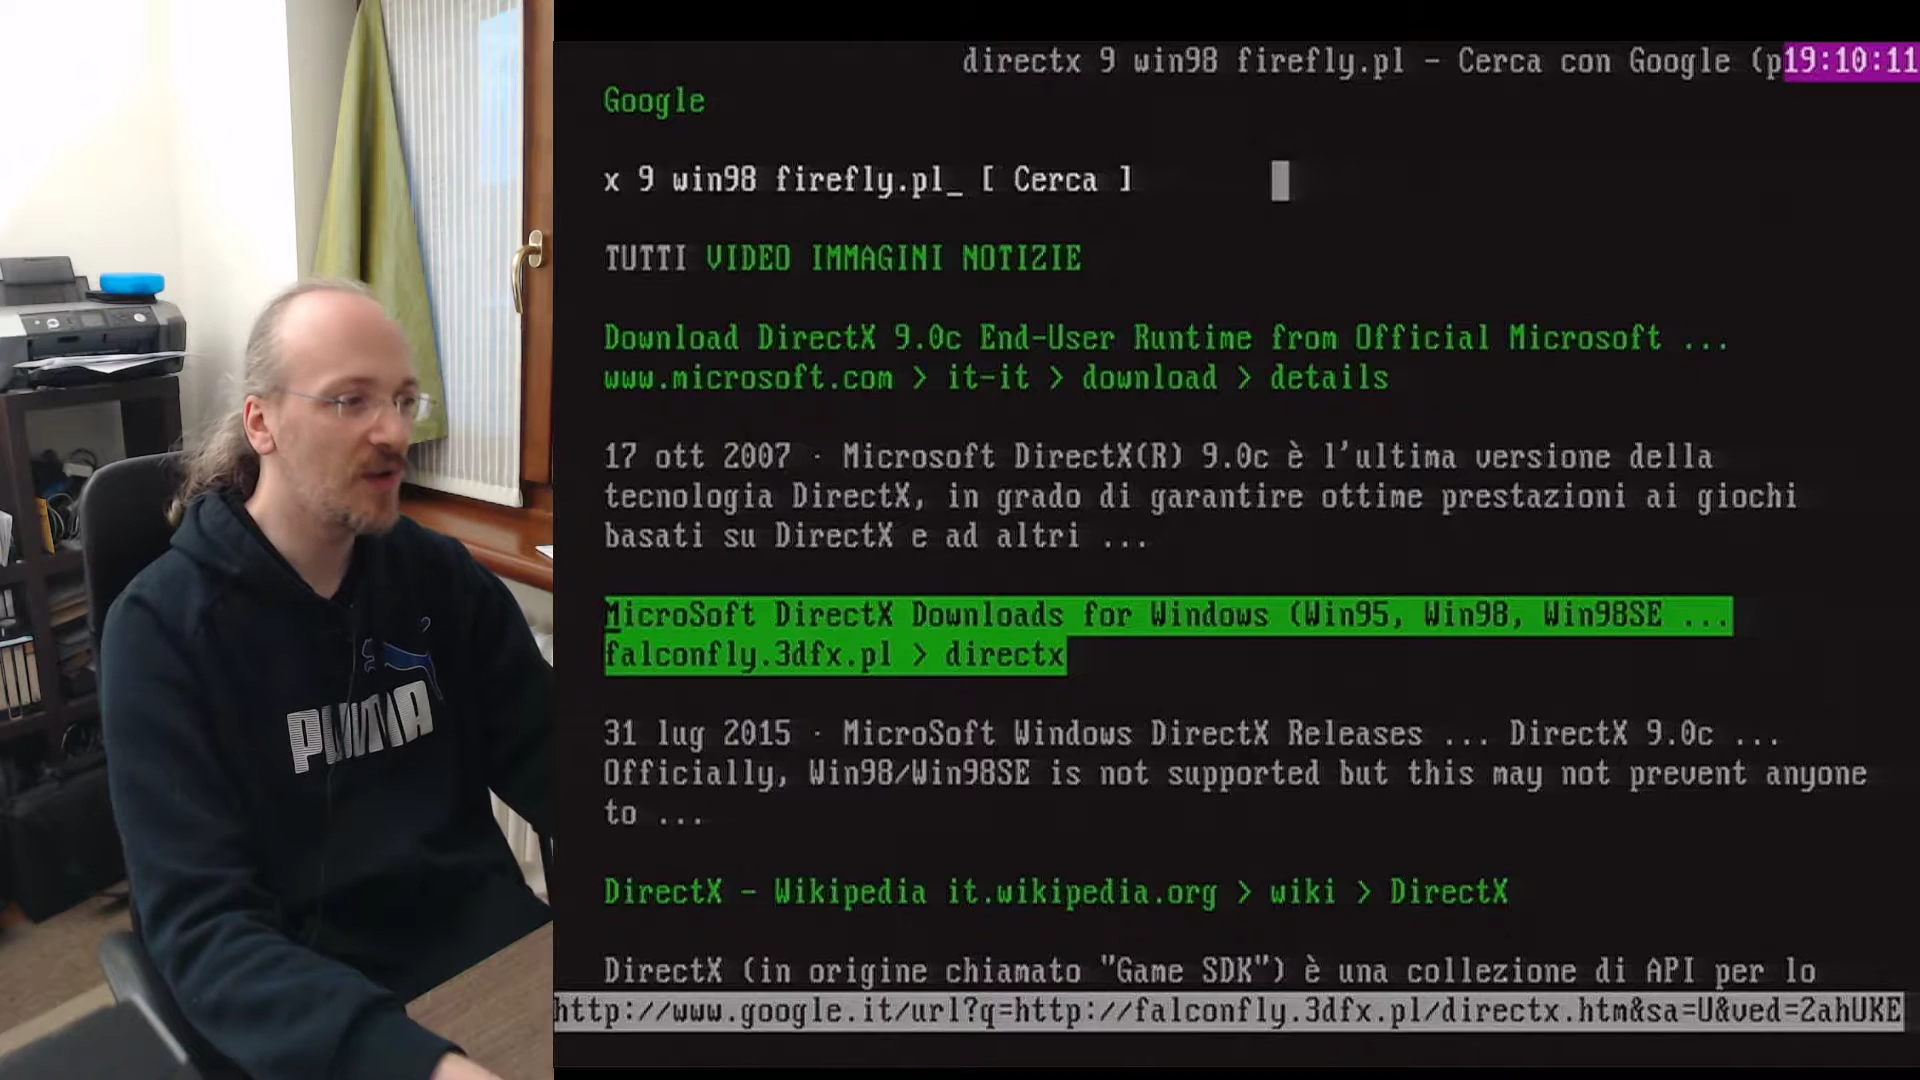 directx 9 win98 firefly.pl - Cerca con Google (p19:10:11
Google
x 9 win98 firefly.pl_ [ Cerca ]
TUTTI VIDEO IMMAGINI NOTIZIE
Download DirectX 9.0c End-User Runtime from Official Microsoft ...
www.microsoft.com > it-it > download > details
17 ott 2007 · Microsoft DirectX(R) 9.0c è l'ultima versione della
tecnologia DirectX, in grado di garantire ottime prestazioni ai giochi
basati su DirectX e ad altri ...
MicroSoft DirectX Downloads for Windows (Win95, Win98, Win98SE ...
falconfly.3dfx.pl > directx
31 lug 2015 · MicroSoft Windows DirectX Releases ... DirectX 9.0c ...
Officially, Win98/Win98SE is not supported but this may not prevent anyone
to ...
DirectX - Wikipedia it.wikipedia.org > wiki > DirectX
DirectX (in origine chiamato "Game SDK") è una collezione di API per lo
http://www.google.it/url?q=http://falconfly.3dfx.pl/directx.htm&sa=U&ved=2ahUKE
PUMA